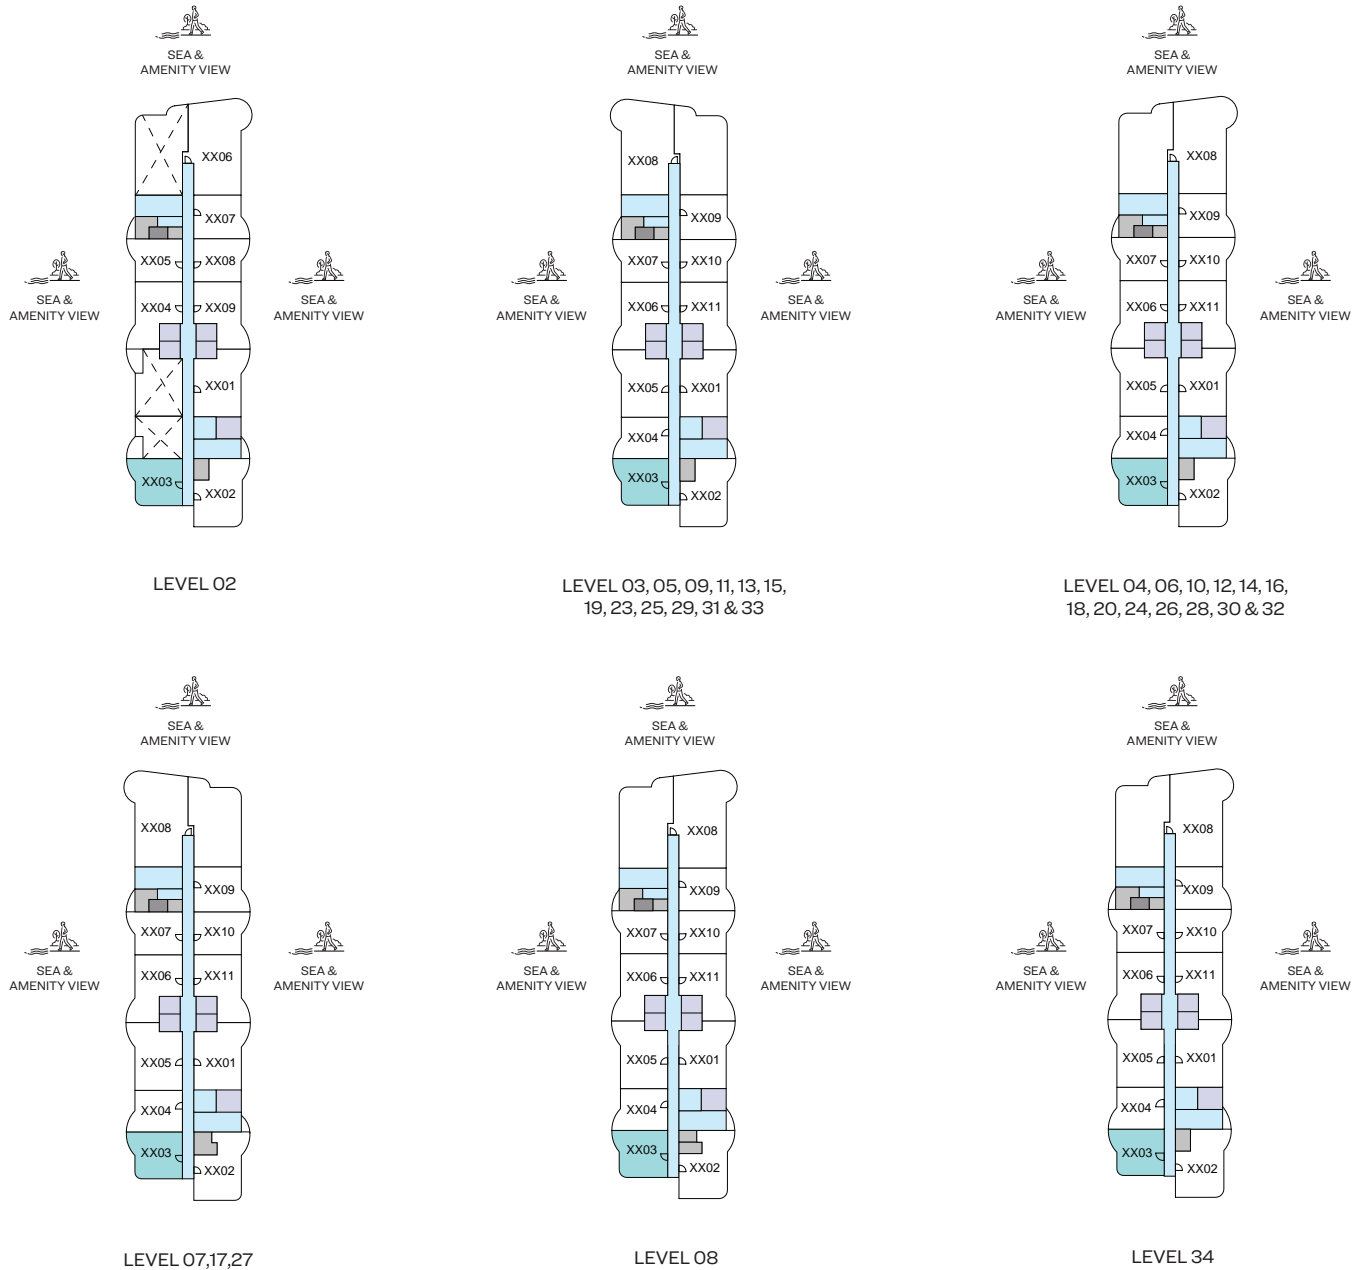 SEA &
AMENITY VIEW
XX06
XX07
XX05
XX08
SEA &
AMENITY VIEW
SEA &
AMENITY VIEW
XX04
XX09
XX01
XX03
XX02
LEVEL 02
SEA &
AMENITY VIEW
XX08
XX09
XX07
XX10
SEA &
AMENITY VIEW
SEA &
AMENITY VIEW
XX06
XX11
XX05
XX01
XX04
XX03
XX02
LEVEL 03, 05, 09, 11, 13, 15,
19, 23, 25, 29, 31 & 33
SEA &
AMENITY VIEW
XX08
XX09
XX07
XX10
SEA &
AMENITY VIEW
SEA &
AMENITY VIEW
XX06
XX11
XX05
XX01
XX04
XX03
XX02
LEVEL 04, 06, 10, 12, 14, 16,
18, 20, 24, 26, 28, 30 & 32
SEA &
AMENITY VIEW
XX08
XX09
XX07
XX10
SEA &
AMENITY VIEW
SEA &
AMENITY VIEW
XX06
XX11
XX05
XX01
XX04
XX03
XX02
LEVEL 07,17,27
SEA &
AMENITY VIEW
XX08
XX09
XX07
XX10
SEA &
AMENITY VIEW
SEA &
AMENITY VIEW
XX06
XX11
XX05
XX01
XX04
XX03
XX02
LEVEL 08
SEA &
AMENITY VIEW
XX08
XX09
XX07
XX10
SEA &
AMENITY VIEW
SEA &
AMENITY VIEW
XX06
XX11
XX05
XX01
XX04
XX03
XX02
LEVEL 34